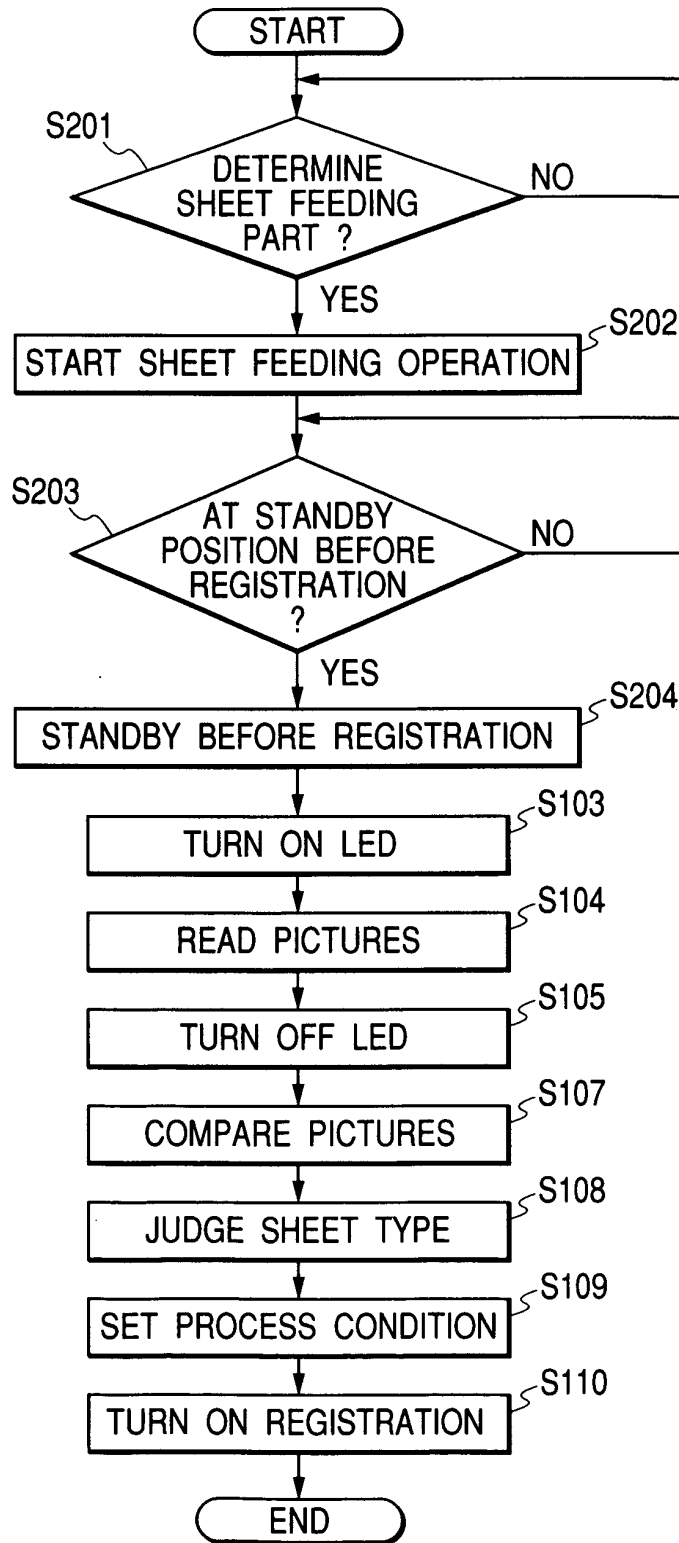 START
S201
DETERMINE
SHEET FEEDING
PART ?
NO
YES
S202
START SHEET FEEDING OPERATION
S203
AT STANDBY
POSITION BEFORE
REGISTRATION
?
NO
YES
S204
STANDBY BEFORE REGISTRATION
S103
TURN ON LED
S104
READ PICTURES
S105
TURN OFF LED
S107
COMPARE PICTURES
S108
JUDGE SHEET TYPE
S109
SET PROCESS CONDITION
S110
TURN ON REGISTRATION
END